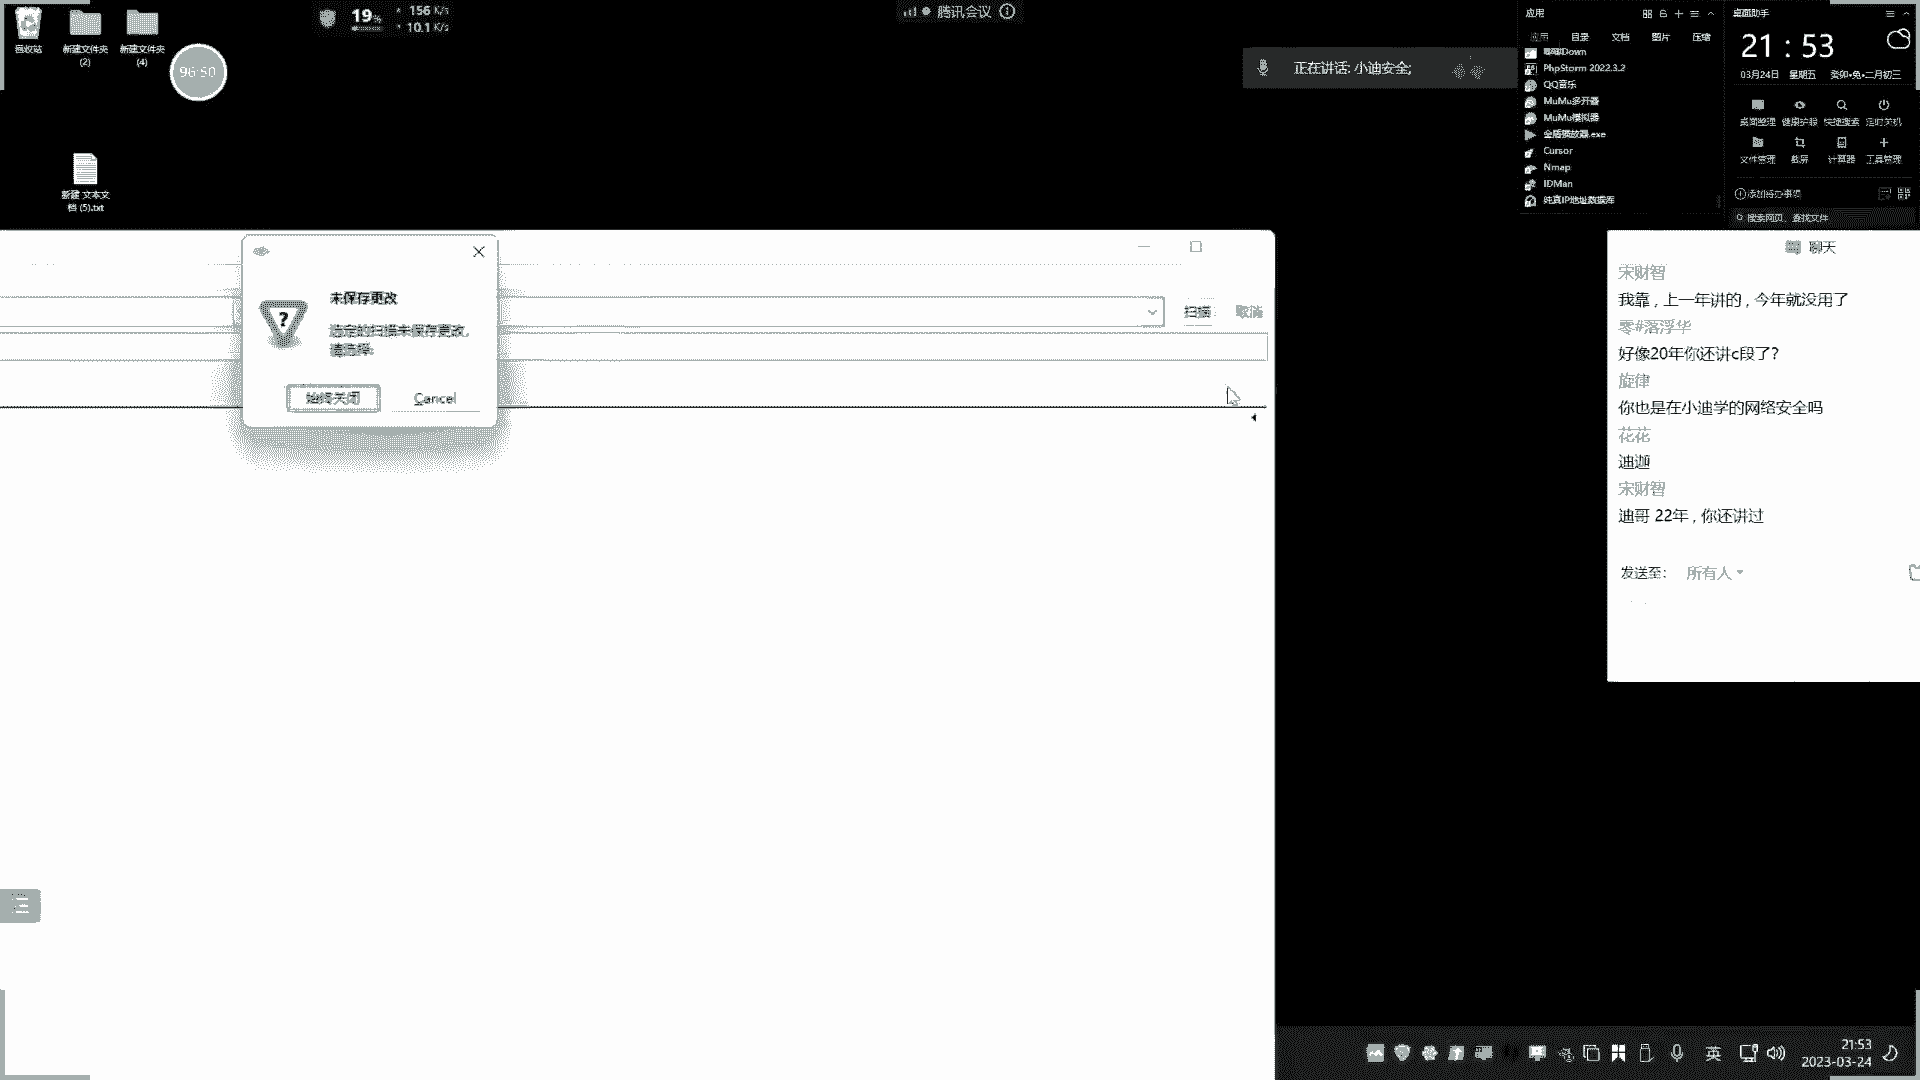 回收站
新建文件夹
(2)
新建文件夹
(4)
96:50
19%
156 K/s
10.1 K/s
腾讯会议
正在讲话: 小迪安全;
新建 文本文
档 (5).txt
应用
应用 目录 文档 图片 压缩
PhpStorm 2022.3.2
QQ音乐
MuMu多开器
MuMu模拟器
金盾播放器.exe
Cursor
Nmap
IDMan
纯真IP地址数据库
桌面助手
21 : 53
03月24日 星期五 癸卯•兔•二月初三
桌面整理 健康护眼 快捷搜索 定时关机
文件管理 截屏 计算器 工具管理
添加待办事项
搜索网页、查找文件
未保存更改
选定的扫描未保存更改,
请选择:
始终关闭 Cancel
扫描 取消
聊天
宋财智
我靠 , 上一年讲的 , 今年就没用了
零#落浮华
好像20年你还讲c段了?
旋律
你也是在小迪学的网络安全吗
花花
迪迦
宋财智
迪哥 22年 , 你还讲过
发送至: 所有人
英
21:53
2023-03-24